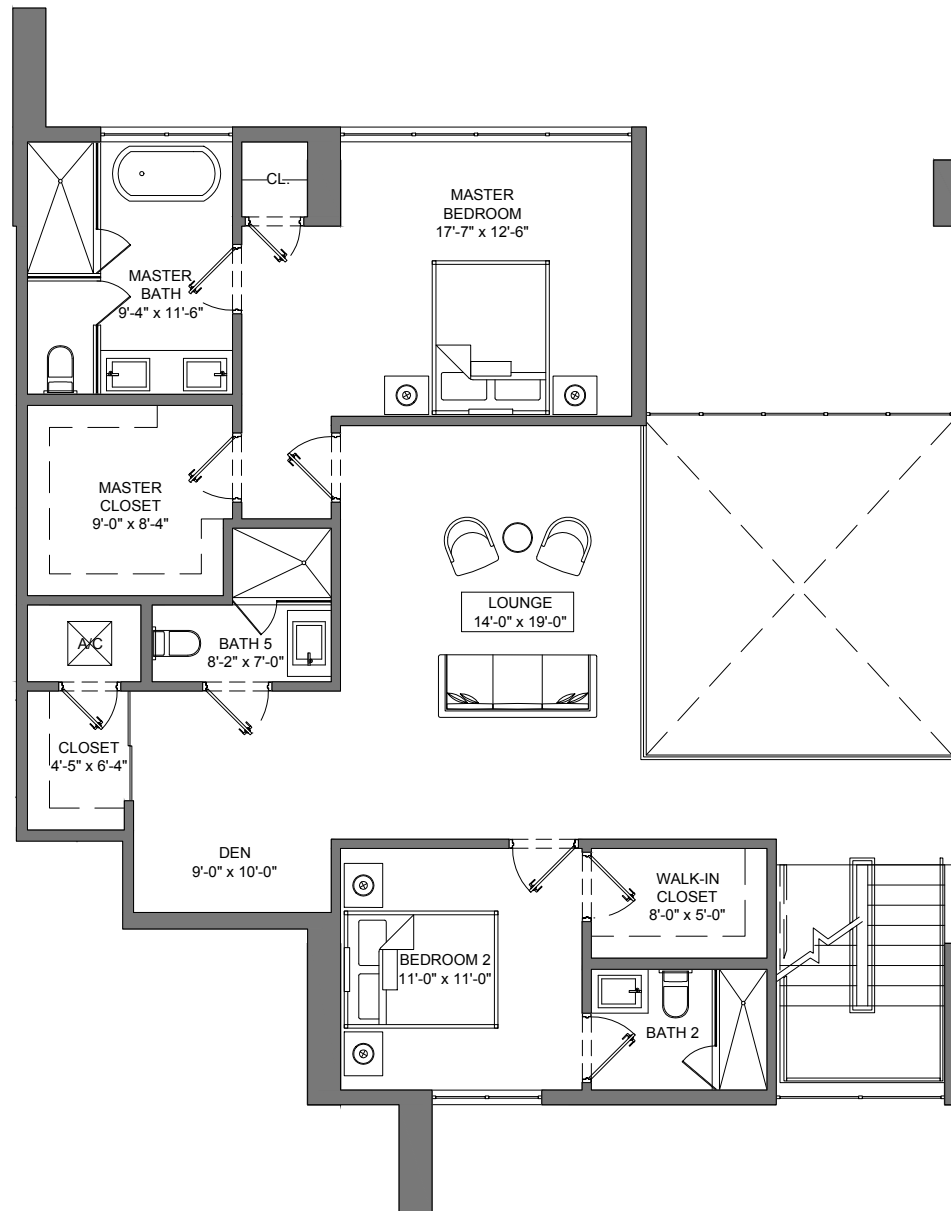 CL.
MASTER
BEDROOM
17'-7" x 12'-6"
MASTER
BATH
9'-4" x 11'-6"
MASTER
CLOSET
9'-0" x 8'-4"
LOUNGE
14'-0" x 19'-0"
A/C
BATH 5
8'-2" x 7'-0"
CLOSET
4'-5" x 6'-4"
DEN
9'-0" x 10'-0"
WALK-IN
CLOSET
8'-0" x 5'-0"
BEDROOM 2
11'-0" x 11'-0"
BATH 2